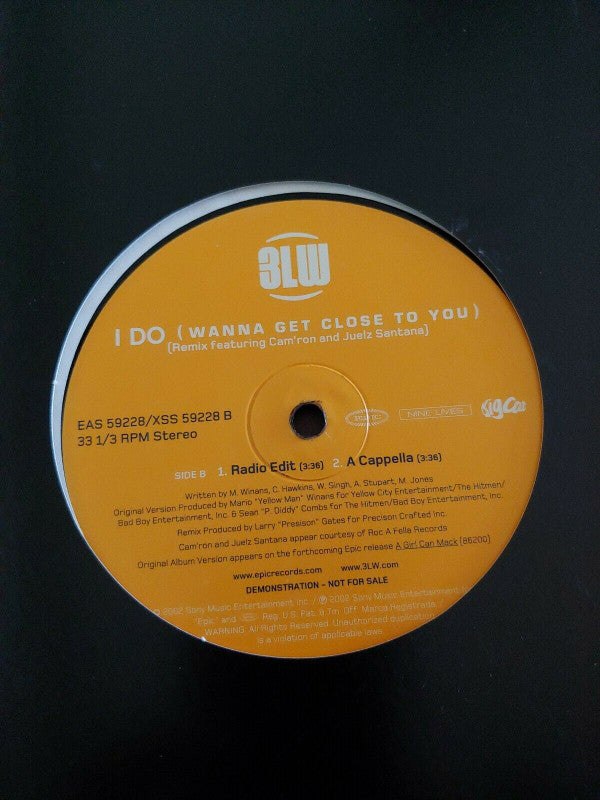 3LW
I DO (WANNA GET CLOSE TO YOU)
(Remix featuring Cam'ron and Juelz Santana)
EAS 59228/XSS 59228 B
33 1/3 RPM Stereo
epic
NINE LIVES
SIDE B 1. Radio Edit (3:36) 2. A Cappella (3:36)
Written by M. Winans, C. Hawkins, W. Singh, A. Stupart, M. Jones
Original Version Produced by Mario "Yellow Man" Winans for Yellow City Entertainment/The Hitmen/
Bad Boy Entertainment, Inc. & Sean "P. Diddy" Combs for The Hitmen/Bad Boy Entertainment, Inc.
Remix Produced by Larry "Presison" Gates for Precison Crafted Inc.
Cam'ron and Juelz Santana appear courtesy of Roc A Fella Records
Original Album Version appears on the forthcoming Epic release A Girl Can Mack (86200)
www.epicrecords.com www.3LW.com
DEMONSTRATION - NOT FOR SALE
© 2002 Sony Music Entertainment Inc. / ℗ 2002 Sony Music Entertainment Inc.
"Epic" and Reg. U.S. Pat. & Tm. Off. Marca Registrada.
WARNING: All Rights Reserved. Unauthorized duplication
is a violation of applicable laws.